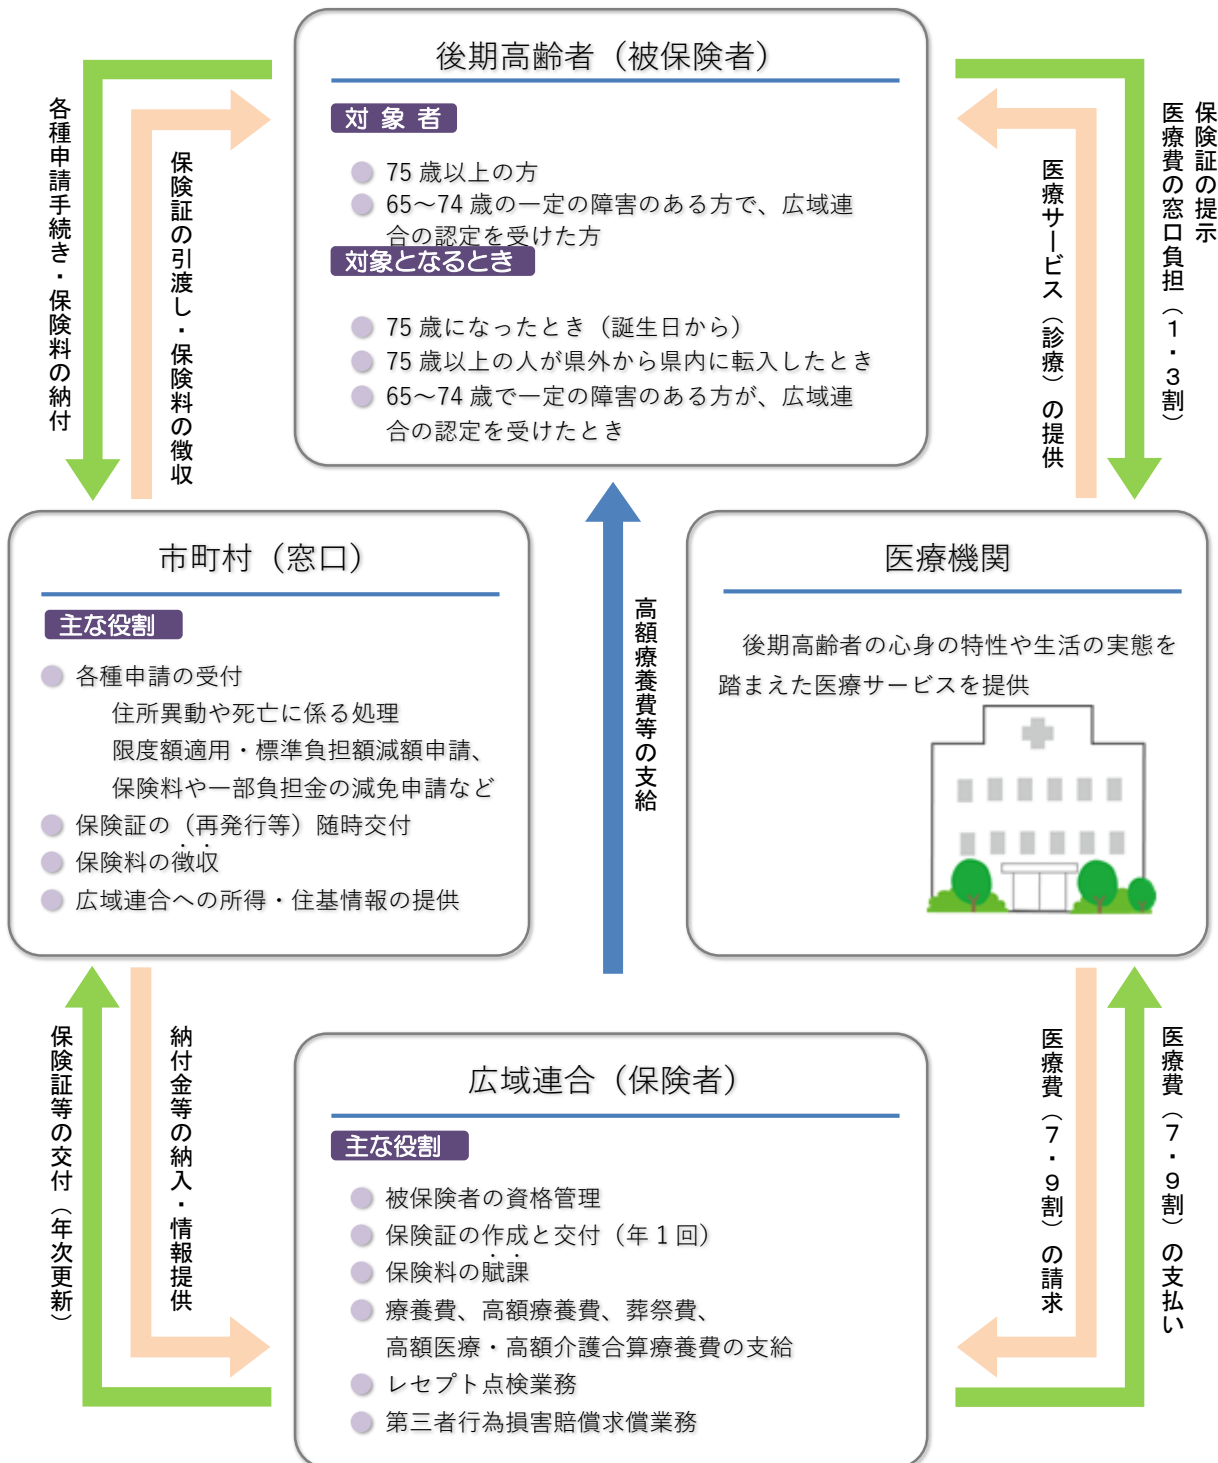 後期高齢者（被保険者）
対象者
75歳以上の方
65～74歳の一定の障害のある方で、広域連
合の認定を受けた方
対象となるとき
75歳になったとき（誕生日から）
75歳以上の人が県外から県内に転入したとき
65～74歳で一定の障害のある方が、広域連
合の認定を受けたとき
各種申請手続き・保険料の納付
保険証の引渡し・保険料の徴収
医療サービス（診療）の提供
保険証の提示
医療費の窓口負担（１・３割）
市町村（窓口）
主な役割
各種申請の受付
住所異動や死亡に係る処理
限度額適用・標準負担額減額申請、
保険料や一部負担金の減免申請など
保険証の（再発行等）随時交付
保険料の徴収
広域連合への所得・住基情報の提供
高額療養費等の支給
医療機関
後期高齢者の心身の特性や生活の実態を
踏まえた医療サービスを提供
保険証等の交付（年次更新）
納付金等の納入・情報提供
広域連合（保険者）
主な役割
被保険者の資格管理
保険証の作成と交付（年1回）
保険料の賦課
療養費、高額療養費、葬祭費、
高額医療・高額介護合算療養費の支給
レセプト点検業務
第三者行為損害賠償求償業務
医療費（７・９割）の請求
医療費（７・９割）の支払い